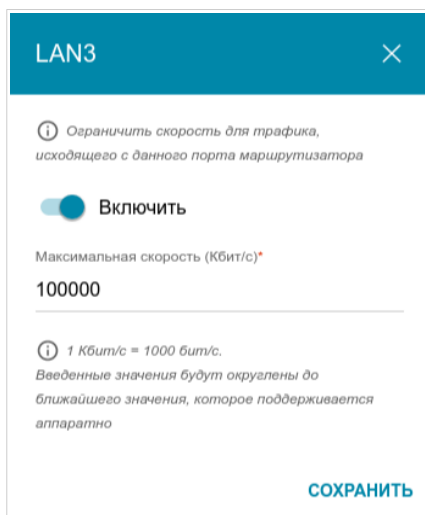 LAN3
Ограничить скорость для трафика,
исходящего с данного порта маршрутизатора
Включить
Максимальная скорость (Кбит/с)*
100000
1 Кбит/с = 1000 бит/с.
Введенные значения будут округлены до
ближайшего значения, которое поддерживается
аппаратно
СОХРАНИТЬ